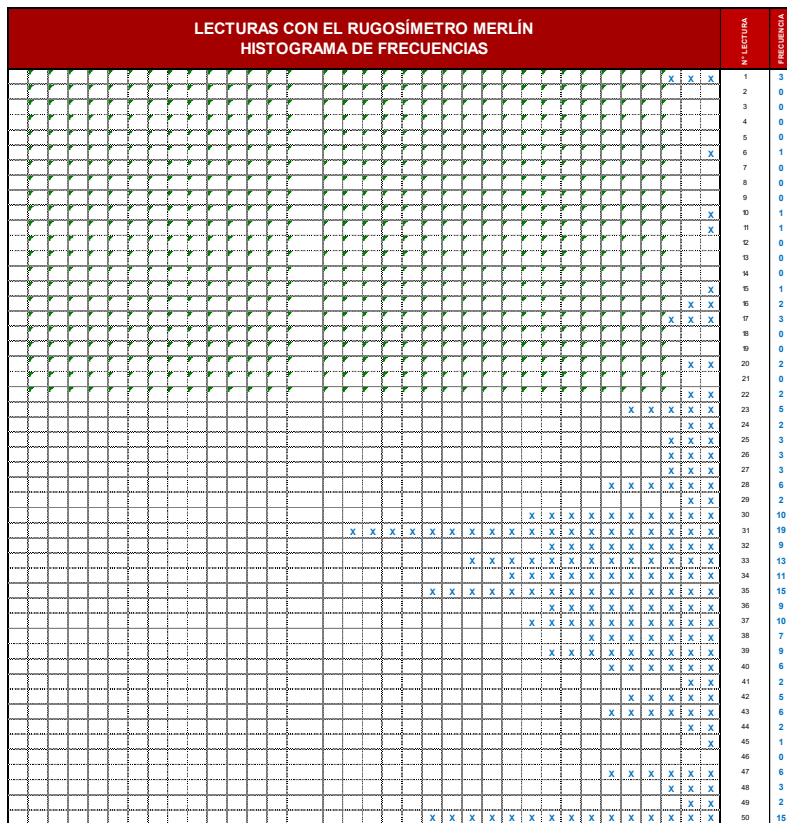 LECTURAS CON EL RUGOSÍMETRO MERLÍN
HISTOGRAMA DE FRECUENCIAS
N° LECTURA
FRECUENCIA
x x x 1 3
2 0
3 0
4 0
5 0
x 6 1
7 0
8 0
9 0
x 10 1
x 11 1
12 0
13 0
14 0
x 15 1
x x 16 2
x x x 17 3
18 0
19 0
x x 20 2
21 0
x x 22 2
x x x x x 23 5
x x 24 2
x x x 25 3
x x x 26 3
x x x 27 3
x x x x x x 28 6
x x 29 2
x x x x x x x x x x 30 10
x x x x x x x x x x x x x x x x x x x 31 19
x x x x x x x x x 32 9
x x x x x x x x x x x x x 33 13
x x x x x x x x x x x 34 11
x x x x x x x x x x x x x x x 35 15
x x x x x x x x x 36 9
x x x x x x x x x x 37 10
x x x x x x x 38 7
x x x x x x x x x 39 9
x x x x x x 40 6
x x 41 2
x x x x x 42 5
x x x x x x 43 6
x x 44 2
x 45 1
46 0
x x x x x x 47 6
x x x 48 3
x x 49 2
x x x x x x x x x x x x x x x 50 15